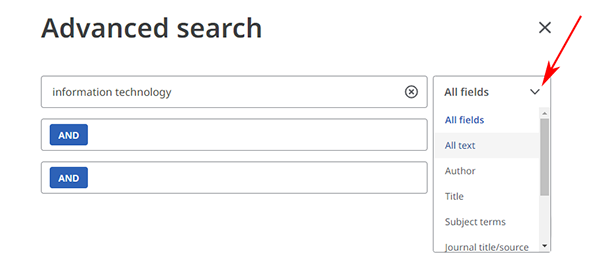 Advanced search
information technology
All fields
AND
AND
All fields
All text
Author
Title
Subject terms
Journal title/source